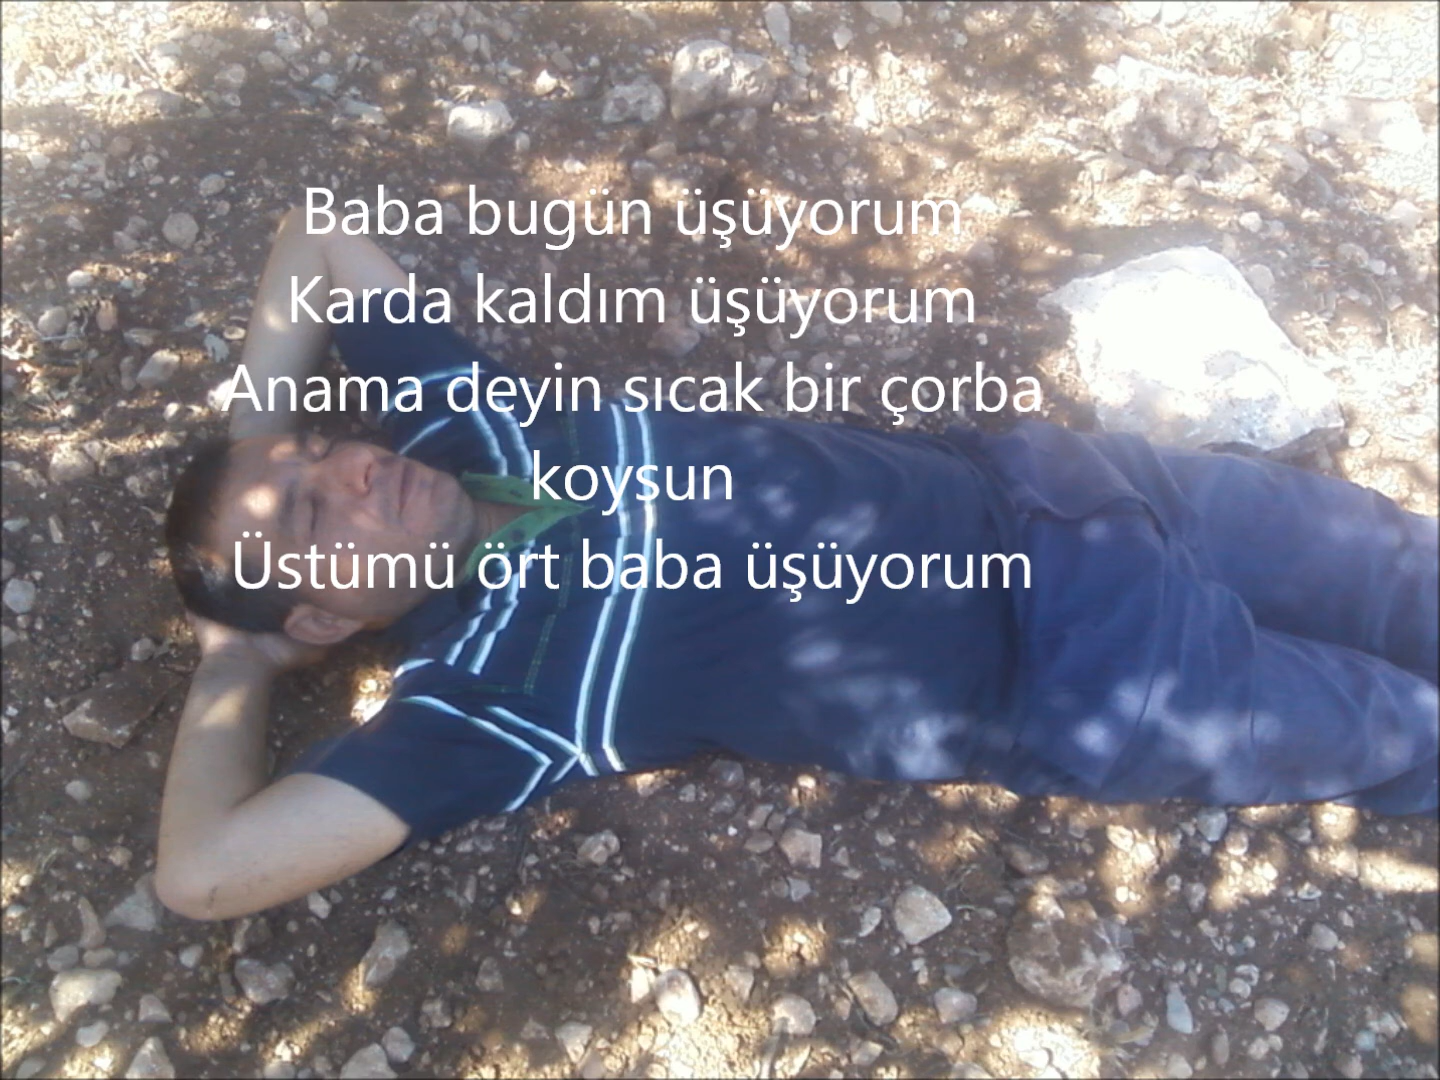 Baba bugün üşüyorum
Karda kaldım üşüyorum
Anama deyin sıcak bir çorba
koysun
Üstümü ört baba üşüyorum